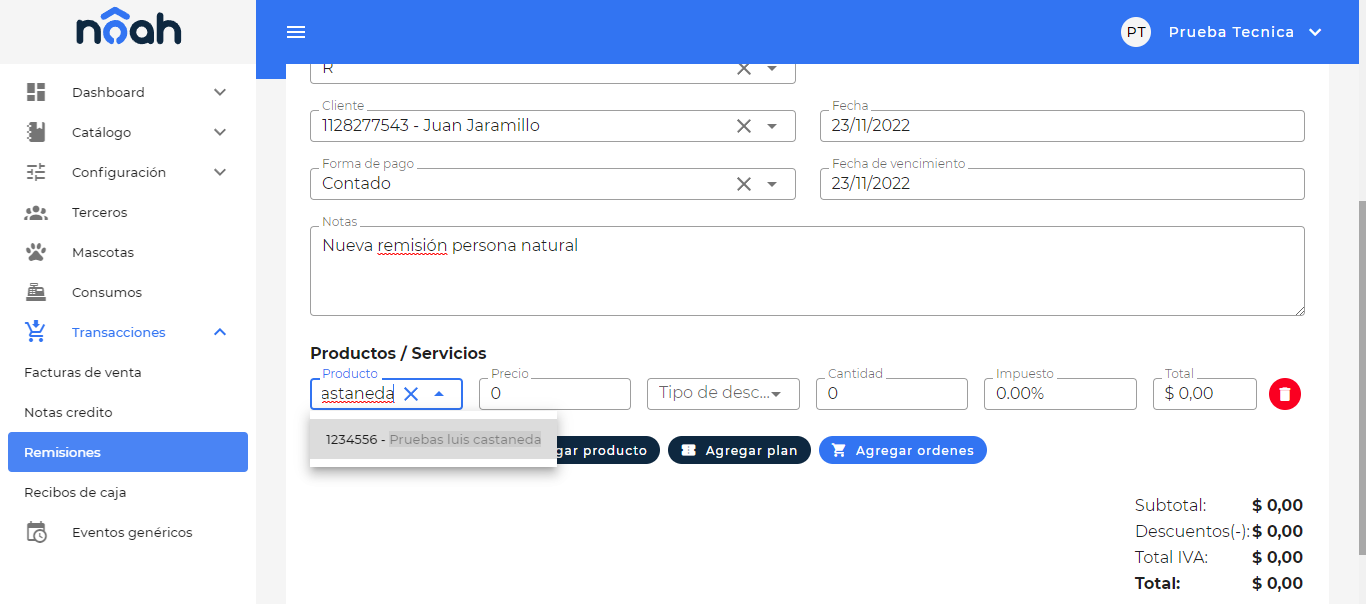 nôah
PT Prueba Tecnica
Dashboard
Catálogo
Configuración
Terceros
Mascotas
Consumos
Transacciones
Facturas de venta
Notas credito
Remisiones
Recibos de caja
Eventos genéricos
R
Cliente
1128277543 - Juan Jaramillo
Fecha
23/11/2022
Forma de pago
Contado
Fecha de vencimiento
23/11/2022
Notas
Nueva remisión persona natural
Productos / Servicios
Producto
astaneda
Precio
0
Tipo de desc...
Cantidad
0
Impuesto
0.00%
Total
$ 0,00
1234556 - Pruebas luis castaneda
gar producto
Agregar plan
Agregar ordenes
Subtotal: $ 0,00
Descuentos(-): $ 0,00
Total IVA: $ 0,00
Total: $ 0,00